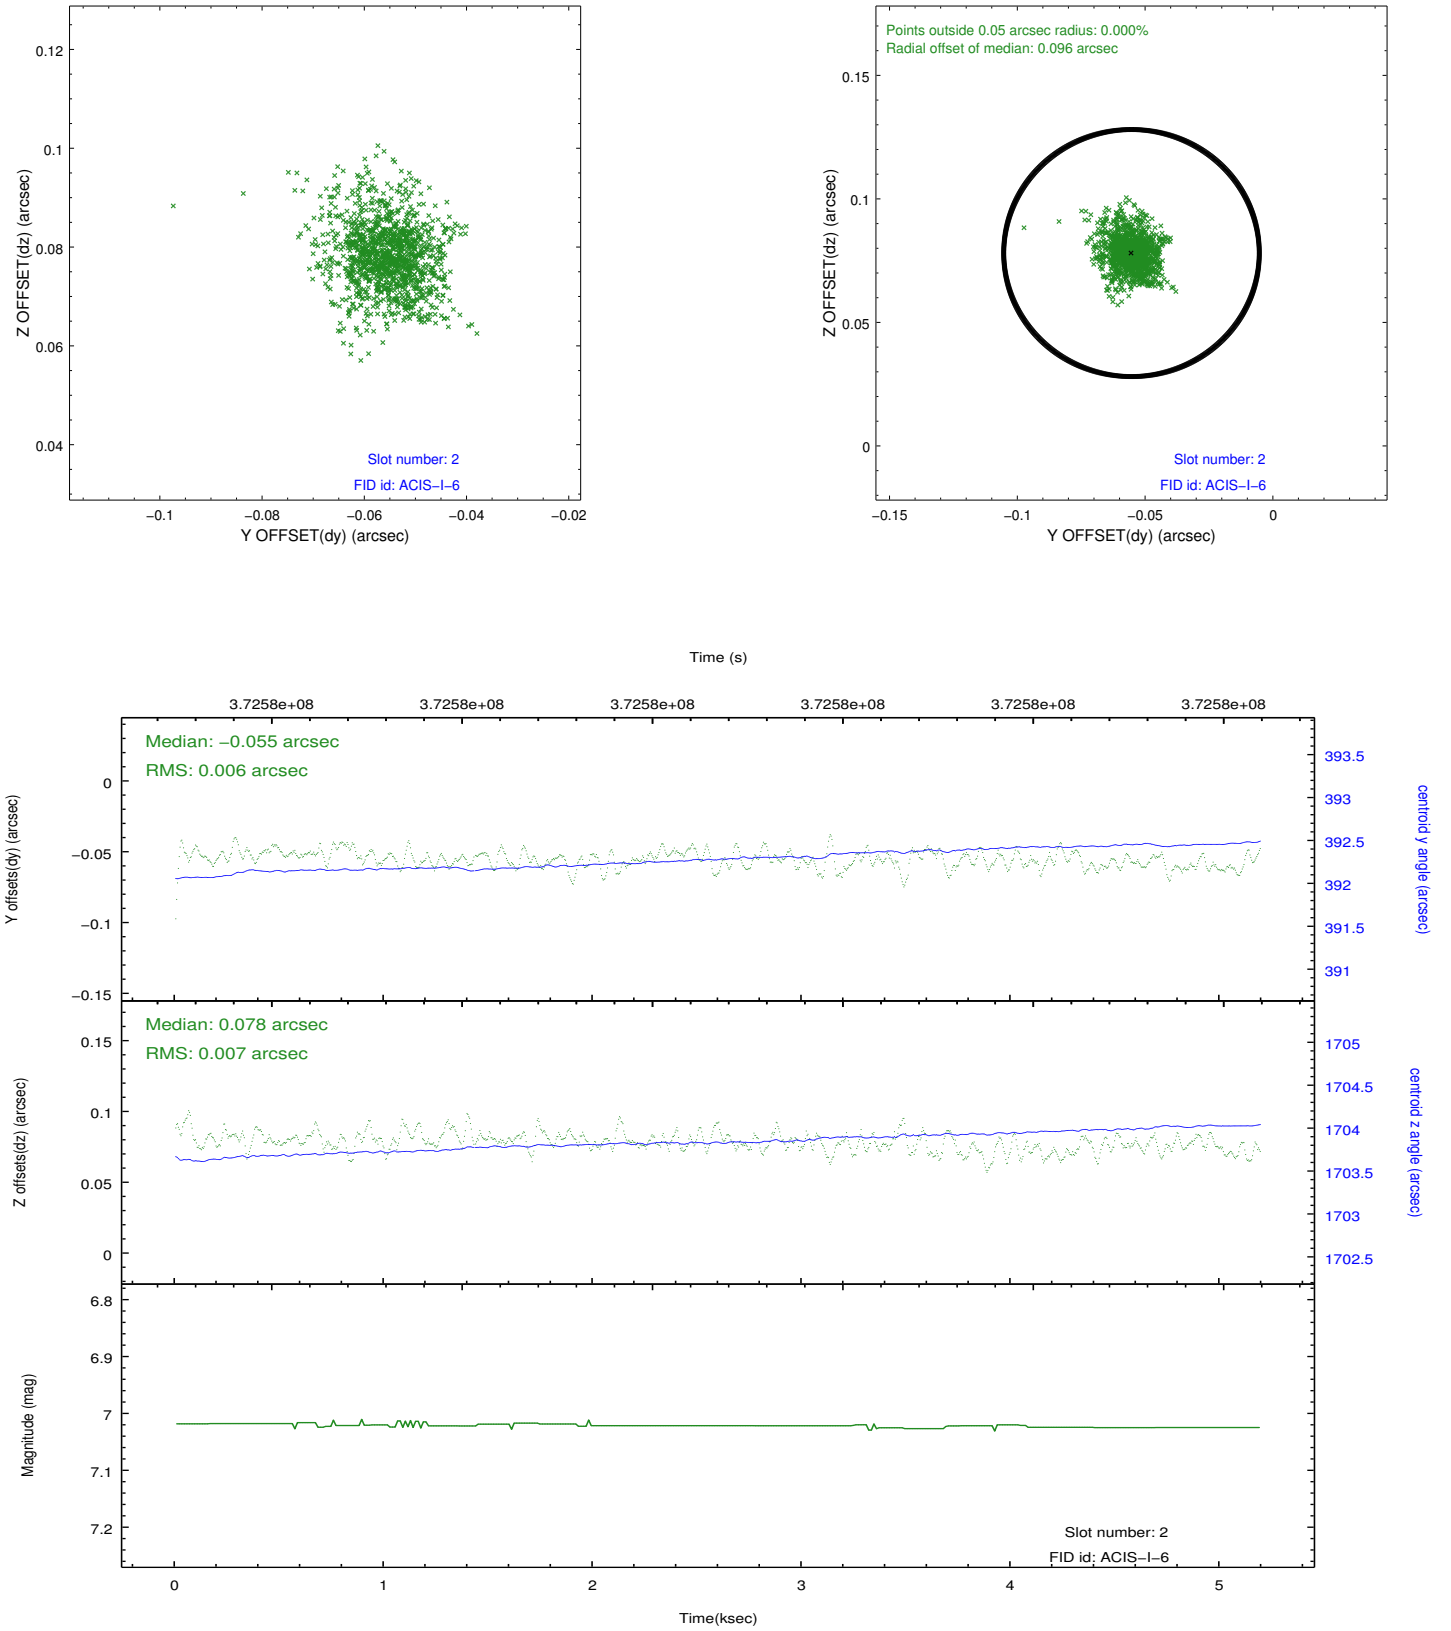 0.12
0.1
0.08
0.06
0.04
Z OFFSET(dz) (arcsec)
Slot number: 2
FID id: ACIS−I−6
−0.1 −0.08 −0.06 −0.04 −0.02
Y OFFSET(dy) (arcsec)
Points outside 0.05 arcsec radius: 0.000%
Radial offset of median: 0.096 arcsec
0.15
0.1
0.05
0
Z OFFSET(dz) (arcsec)
Slot number: 2
FID id: ACIS−I−6
−0.15 −0.1 −0.05 0
Y OFFSET(dy) (arcsec)
Time (s)
3.7258e+08 3.7258e+08 3.7258e+08 3.7258e+08 3.7258e+08 3.7258e+08
Median: −0.055 arcsec
RMS: 0.006 arcsec
0
−0.05
−0.1
−0.15
Y offsets(dy) (arcsec)
393.5
393
392.5
392
391.5
391
centroid y angle (arcsec)
Median: 0.078 arcsec
RMS: 0.007 arcsec
0.15
0.1
0.05
0
Z offsets(dz) (arcsec)
1705
1704.5
1704
1703.5
1703
1702.5
centroid z angle (arcsec)
6.8
6.9
7
7.1
7.2
Magnitude (mag)
Slot number: 2
FID id: ACIS−I−6
0 1 2 3 4 5
Time(ksec)